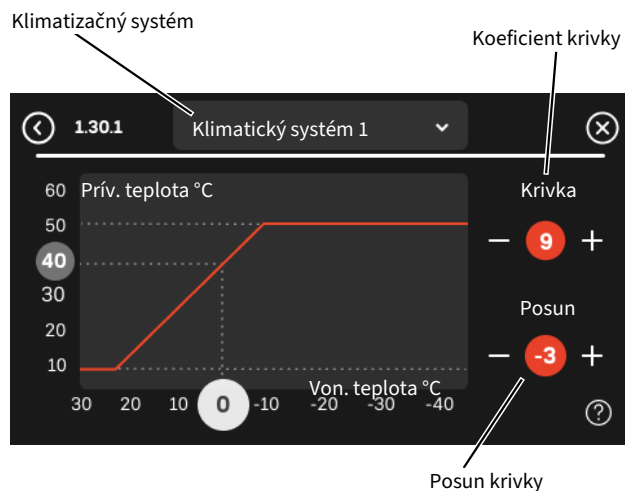 Klimatizačný systém
Koeficient krivky
1.30.1
Klimatický systém 1
60
Prív. teplota °C
Krivka
50
9
40
30
Posun
20
-3
10
Von. teplota °C
30 20 10 0 -10 -20 -30 -40
?
Posun krivky